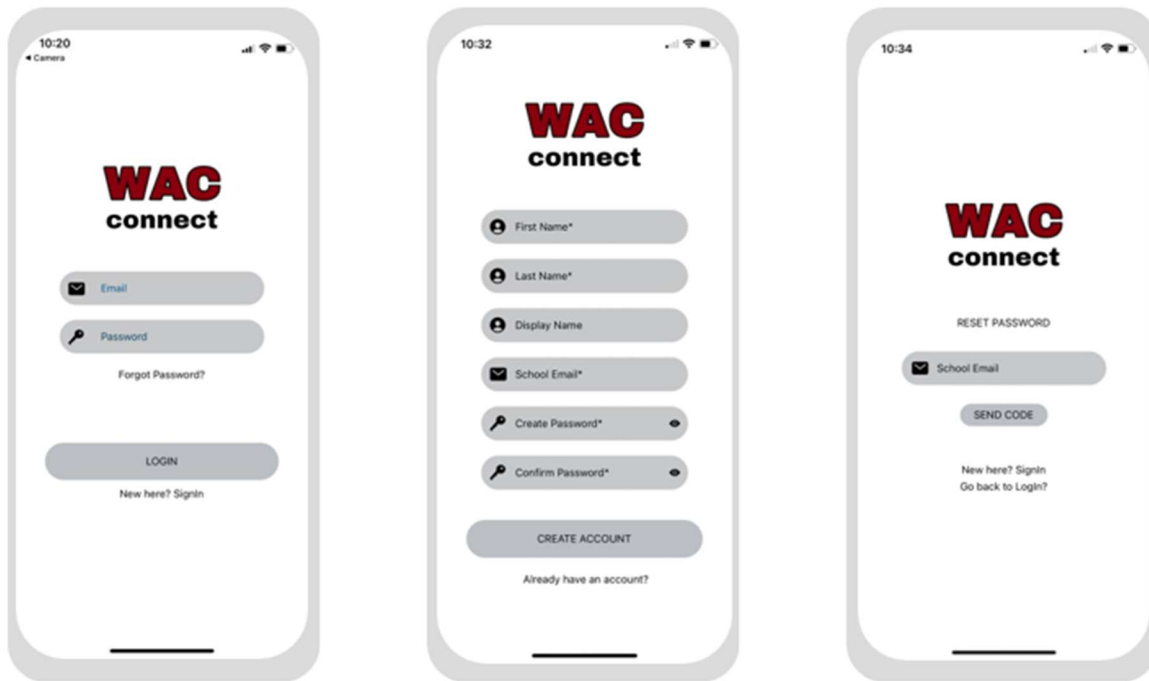 10:20
◀ Camera
WAC
connect
Email
Password
Forgot Password?
LOGIN
New here? SignIn
10:32
WAC
connect
First Name*
Last Name*
Display Name
School Email*
Create Password*
Confirm Password*
CREATE ACCOUNT
Already have an account?
10:34
WAC
connect
RESET PASSWORD
School Email
SEND CODE
New here? SignIn
Go back to LogIn?